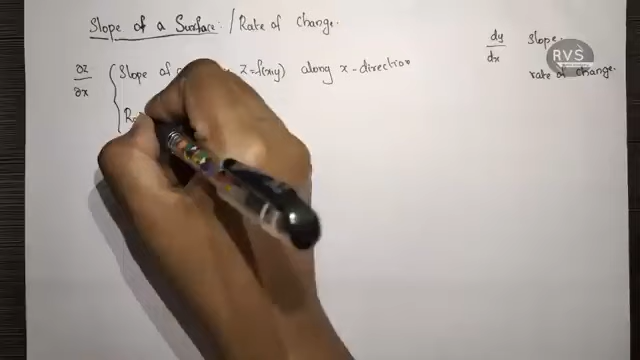 Slope of a Surface: / Rate of change.
dy/dx slope.
RVS
rate of change.
∂z/∂x { Slope of z=f(x,y) along x-direction